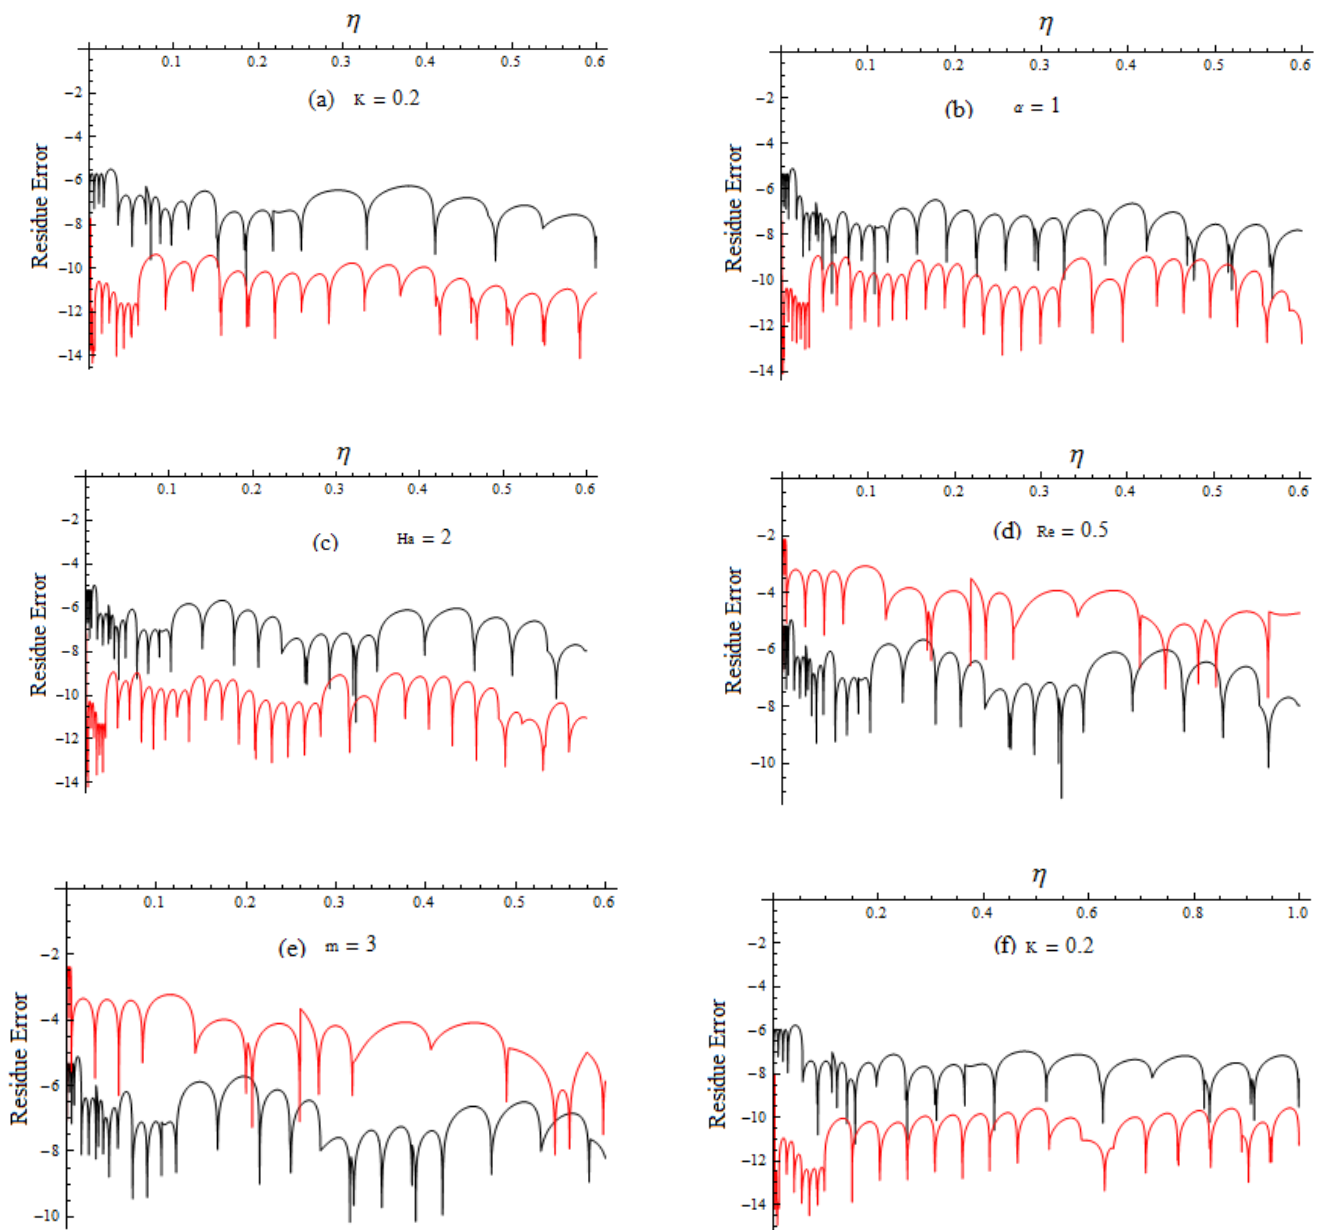 η
0.1 0.2 0.3 0.4 0.5 0.6
(a) K = 0.2
−2
−4
−6
−8
−10
−12
−14
Residue Error
η
0.1 0.2 0.3 0.4 0.5 0.6
(b) α = 1
−2
−4
−6
−8
−10
−12
−14
Residue Error
η
0.1 0.2 0.3 0.4 0.5 0.6
(c) Ha = 2
−2
−4
−6
−8
−10
−12
−14
Residue Error
η
0.1 0.2 0.3 0.4 0.5 0.6
(d) Re = 0.5
−2
−4
−6
−8
−10
Residue Error
0.1 0.2 0.3 0.4 0.5 0.6
(e) m = 3
−2
−4
−6
−8
−10
Residue Error
η
0.2 0.4 0.6 0.8 1.0
(f) K = 0.2
−2
−4
−6
−8
−10
−12
−14
Residue Error